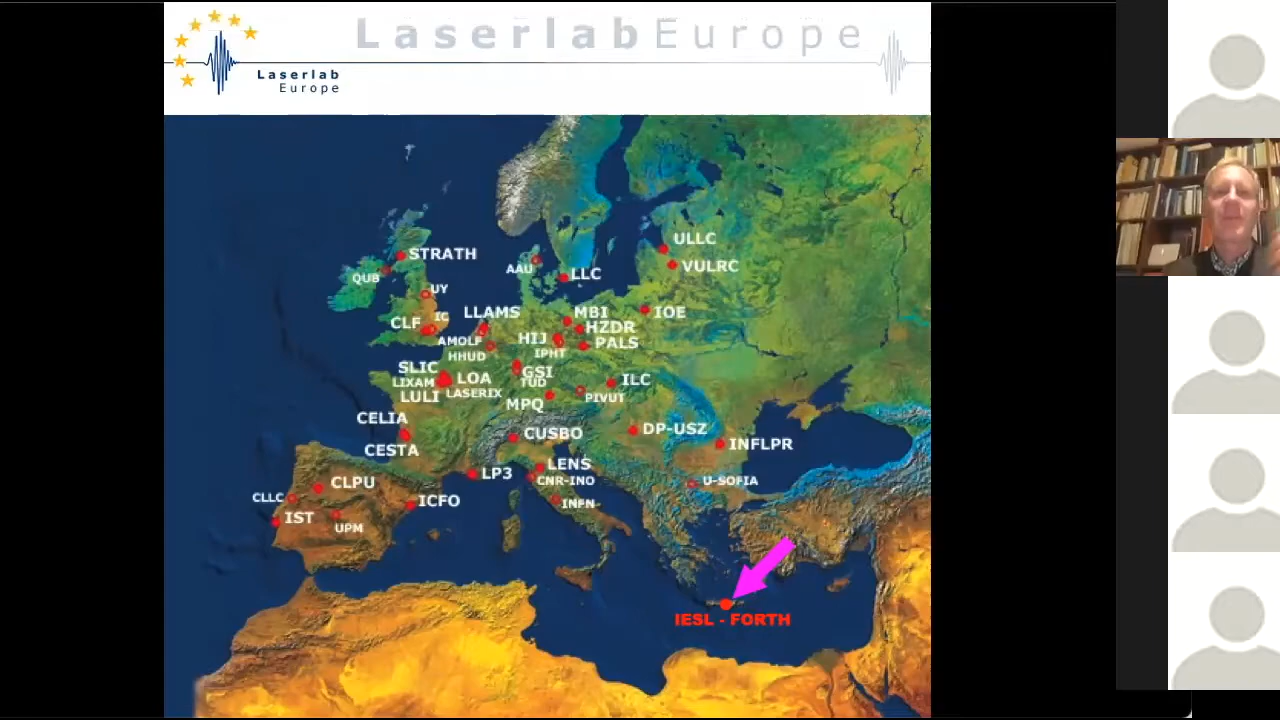 Laserlab Europe
Laserlab
Europe
ULLC
STRATH
VULRC
AAU
LLC
QUB
UY
LLAMS
MBI
IOE
IC
CLF
HZDR
HIJ
AMOLF
PALS
IPHT
HHUD
SLIC
GSI
LOA
ILC
LIXAM
TUD
LASERIX
LULI
PIVUT
MPQ
CELIA
DP-USZ
CUSBO
INFLPR
CESTA
LENS
LP3
CNR-INO
U-SOFIA
CLPU
CLLC
ICFO
INFN
IST
UPM
IESL - FORTH